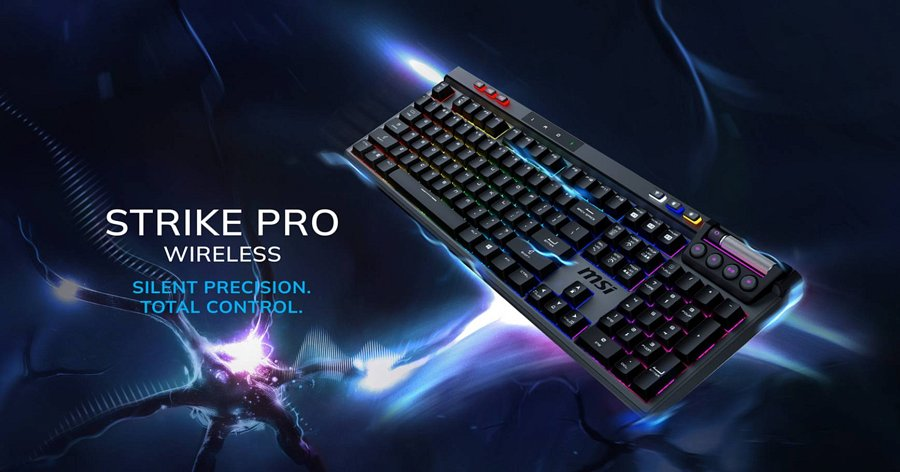 STRIKE PRO
WIRELESS
SILENT PRECISION.
TOTAL CONTROL.
msi